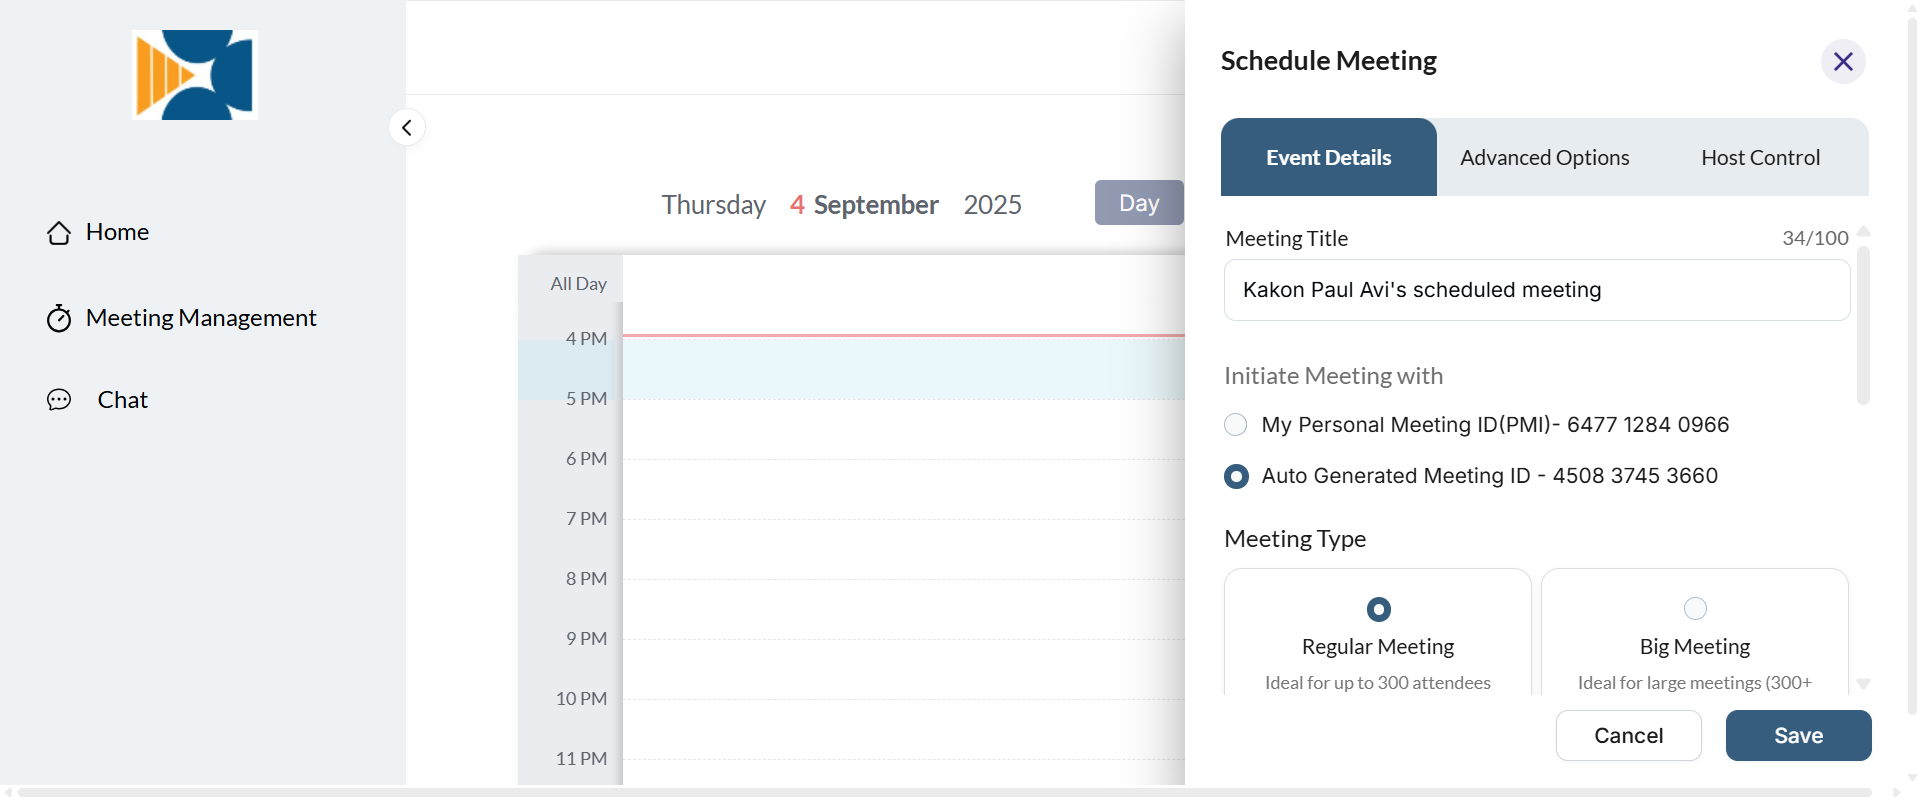 Home
Meeting Management
Chat
Thursday 4 September 2025
Day
All Day
4 PM
5 PM
6 PM
7 PM
8 PM
9 PM
10 PM
11 PM
Schedule Meeting
Event Details
Advanced Options
Host Control
Meeting Title
34/100
Kakon Paul Avi's scheduled meeting
Initiate Meeting with
My Personal Meeting ID(PMI)- 6477 1284 0966
Auto Generated Meeting ID - 4508 3745 3660
Meeting Type
Regular Meeting
Ideal for up to 300 attendees
Big Meeting
Ideal for large meetings (300+
Cancel
Save